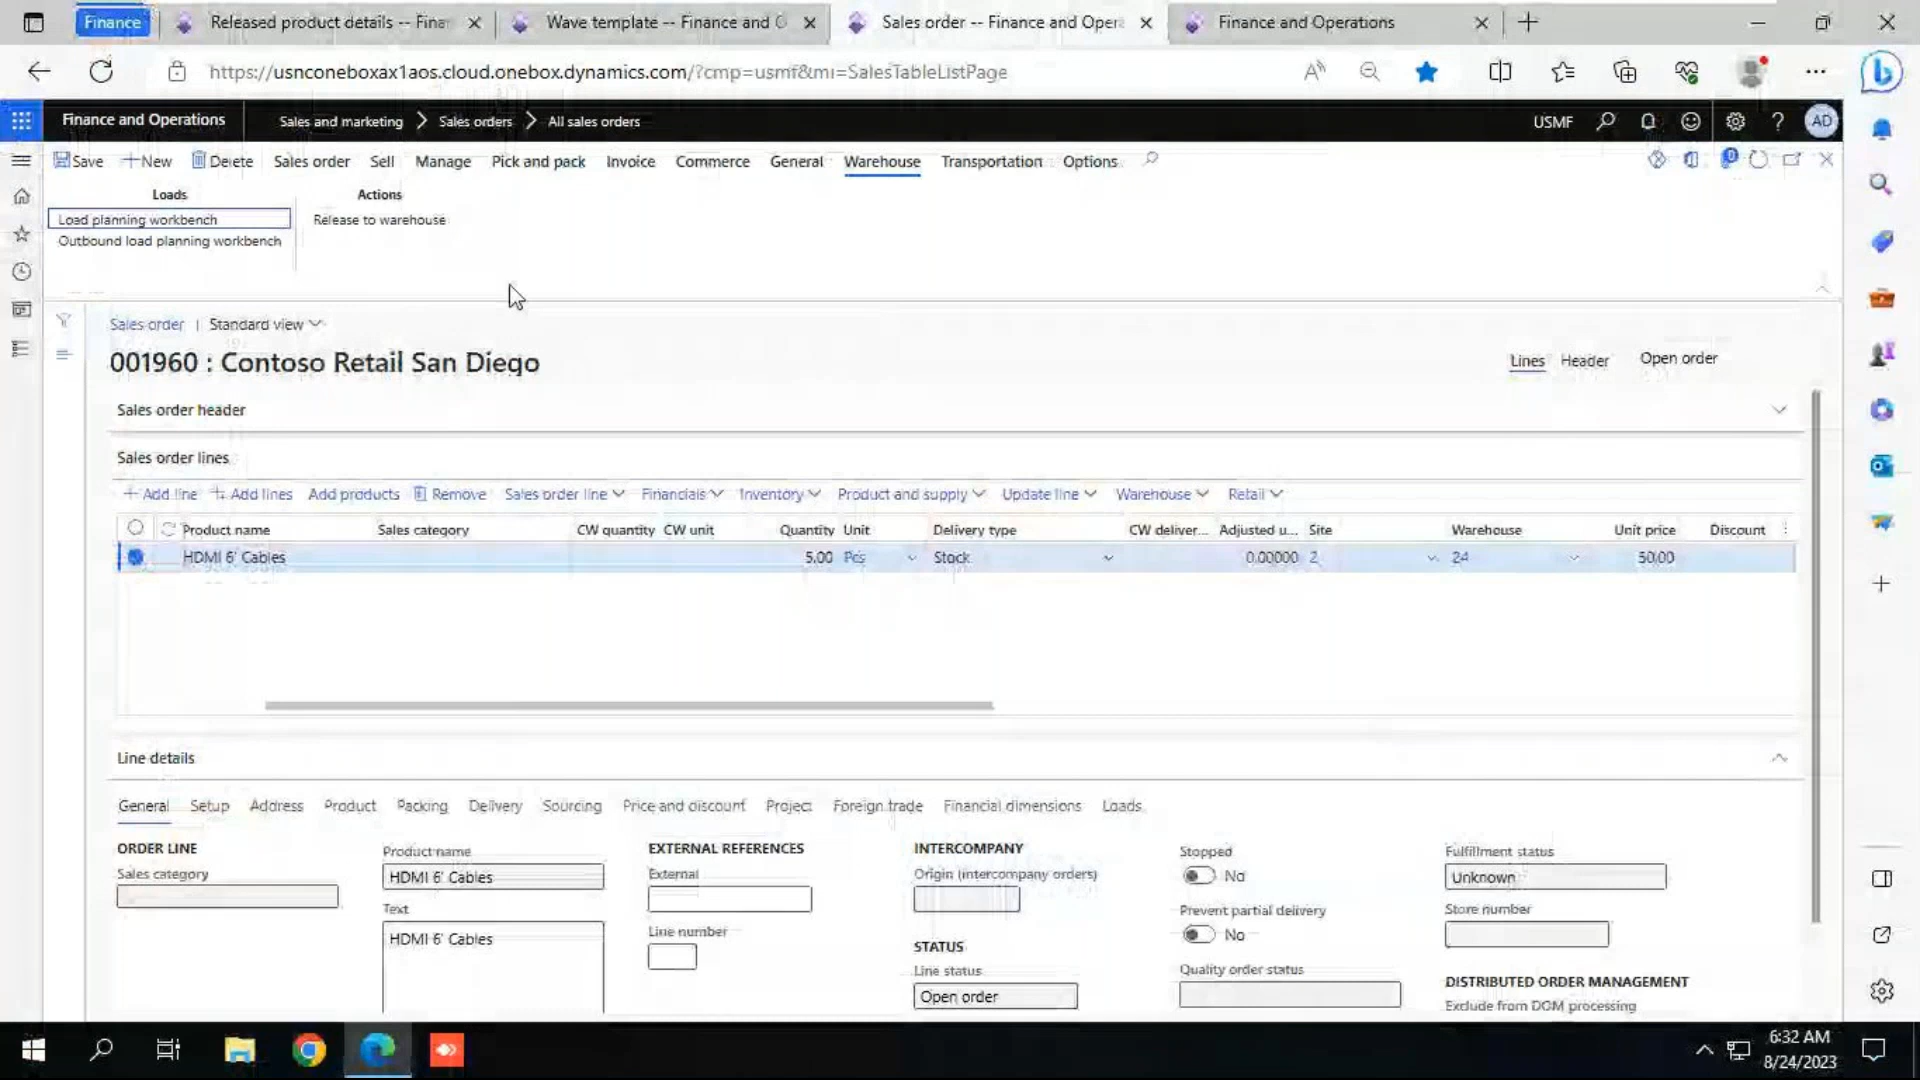 Finance
Released product details -- Finar
Wave template -- Finance and O
Sales order -- Finance and Opera
Finance and Operations
https://usnconeboxax1aos.cloud.onebox.dynamics.com/?cmp=usmf&mi=SalesTableListPage
Finance and Operations
Sales and marketing
Sales orders
All sales orders
USMF
AD
Save
New
Delete
Sales order
Sell
Manage
Pick and pack
Invoice
Commerce
General
Warehouse
Transportation
Options
0
Loads
Actions
Load planning workbench
Release to warehouse
Outbound load planning workbench
Sales order | Standard view
001960 : Contoso Retail San Diego
Lines
Header
Open order
Sales order header
Sales order lines
+ Add line
Add lines
Add products
Remove
Sales order line
Financials
Inventory
Product and supply
Update line
Warehouse
Retail
Product name
Sales category
CW quantity
CW unit
Quantity
Unit
Delivery type
CW deliver...
Adjusted u...
Site
Warehouse
Unit price
Discount
HDMI 6' Cables
5.00
Pcs
Stock
0.00000
2
24
50.00
Line details
General
Setup
Address
Product
Packing
Delivery
Sourcing
Price and discount
Project
Foreign trade
Financial dimensions
Loads
ORDER LINE
Sales category
Product name
HDMI 6' Cables
Text
HDMI 6' Cables
EXTERNAL REFERENCES
External
Line number
INTERCOMPANY
Origin (intercompany orders)
STATUS
Line status
Open order
Stopped
No
Prevent partial delivery
No
Quality order status
Fulfillment status
Unknown
Store number
DISTRIBUTED ORDER MANAGEMENT
Exclude from DOM processing
6:32 AM
8/24/2023